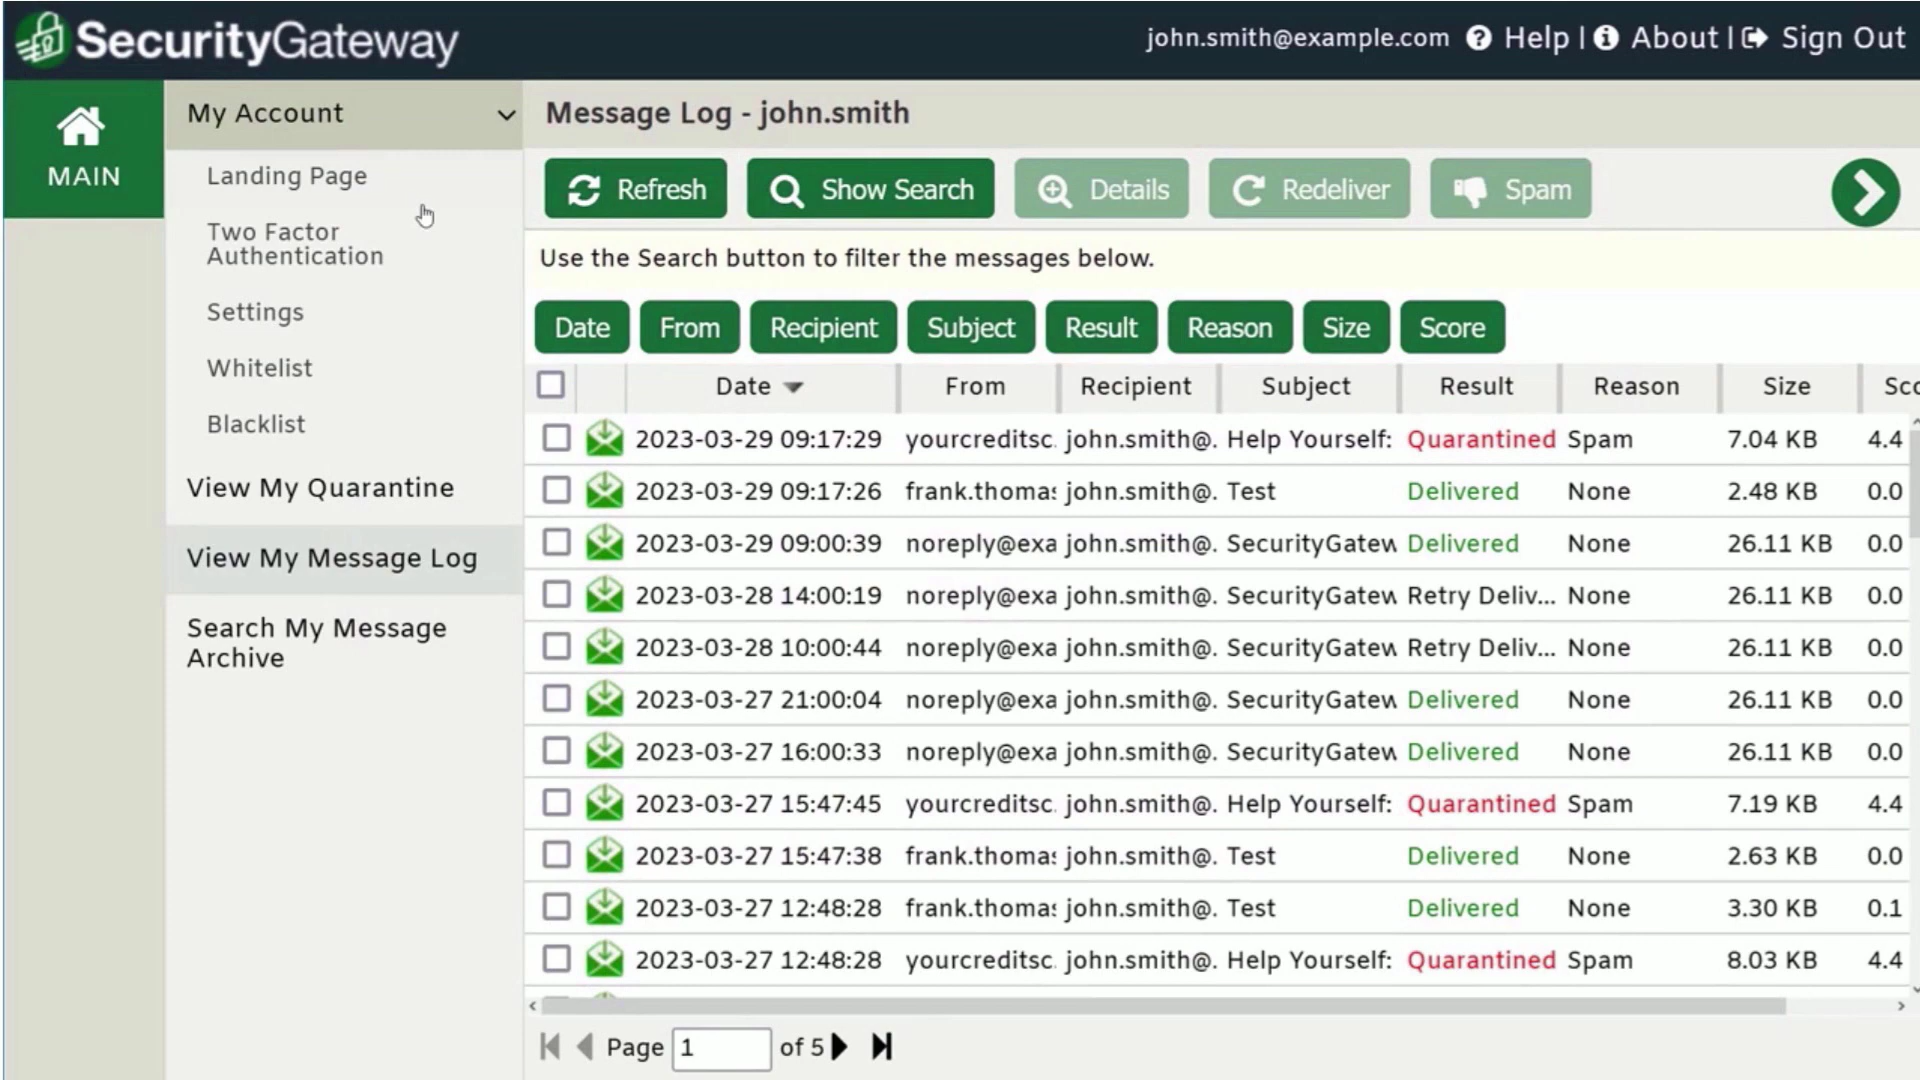 SecurityGateway
john.smith@example.com Help | About | Sign Out
MAIN
My Account
Landing Page
Two Factor
Authentication
Settings
Whitelist
Blacklist
View My Quarantine
View My Message Log
Search My Message
Archive
Message Log - john.smith
Refresh Show Search Details Redeliver Spam
Use the Search button to filter the messages below.
Date From Recipient Subject Result Reason Size Score
Date From Recipient Subject Result Reason Size Sco
2023-03-29 09:17:29 yourcreditsc. john.smith@. Help Yourself: Quarantined Spam 7.04 KB 4.4
2023-03-29 09:17:26 frank.thomas john.smith@. Test Delivered None 2.48 KB 0.0
2023-03-29 09:00:39 noreply@exa john.smith@. SecurityGatew Delivered None 26.11 KB 0.0
2023-03-28 14:00:19 noreply@exa john.smith@. SecurityGatew Retry Deliv... None 26.11 KB 0.0
2023-03-28 10:00:44 noreply@exa john.smith@. SecurityGatew Retry Deliv... None 26.11 KB 0.0
2023-03-27 21:00:04 noreply@exa john.smith@. SecurityGatew Delivered None 26.11 KB 0.0
2023-03-27 16:00:33 noreply@exa john.smith@. SecurityGatew Delivered None 26.11 KB 0.0
2023-03-27 15:47:45 yourcreditsc. john.smith@. Help Yourself: Quarantined Spam 7.19 KB 4.4
2023-03-27 15:47:38 frank.thomas john.smith@. Test Delivered None 2.63 KB 0.0
2023-03-27 12:48:28 frank.thomas john.smith@. Test Delivered None 3.30 KB 0.1
2023-03-27 12:48:28 yourcreditsc. john.smith@. Help Yourself: Quarantined Spam 8.03 KB 4.4
Page 1 of 5